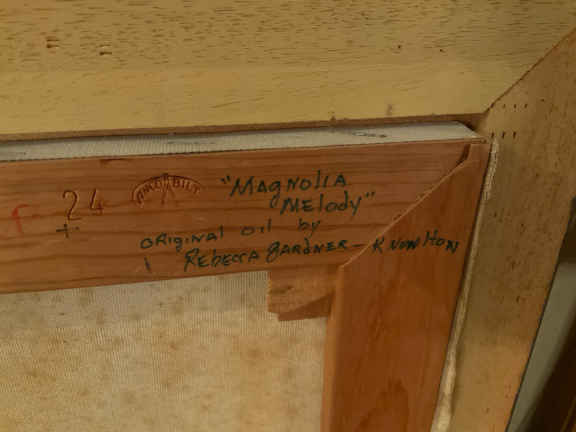 24
"Magnolia
Melody"
original oil by
Rebecca Gardner-Knowlton